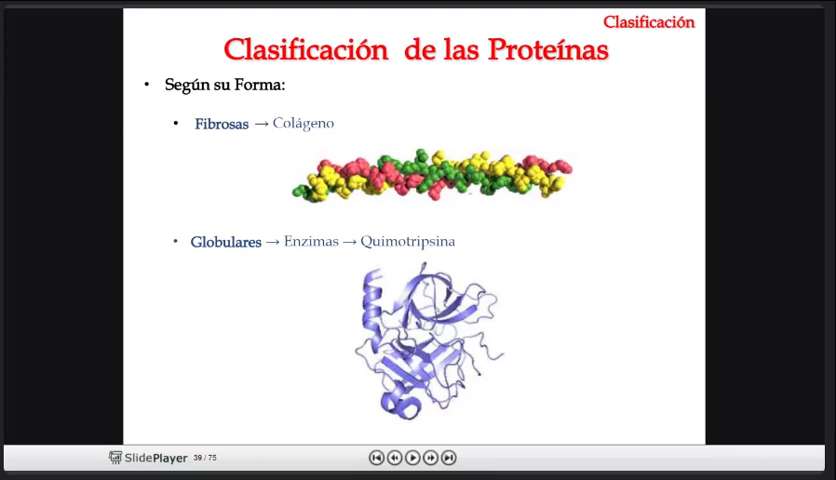 Clasificación
Clasificación de las Proteínas
• Según su Forma:
• Fibrosas → Colágeno
• Globulares → Enzimas → Quimotripsina
SlidePlayer 39 / 75